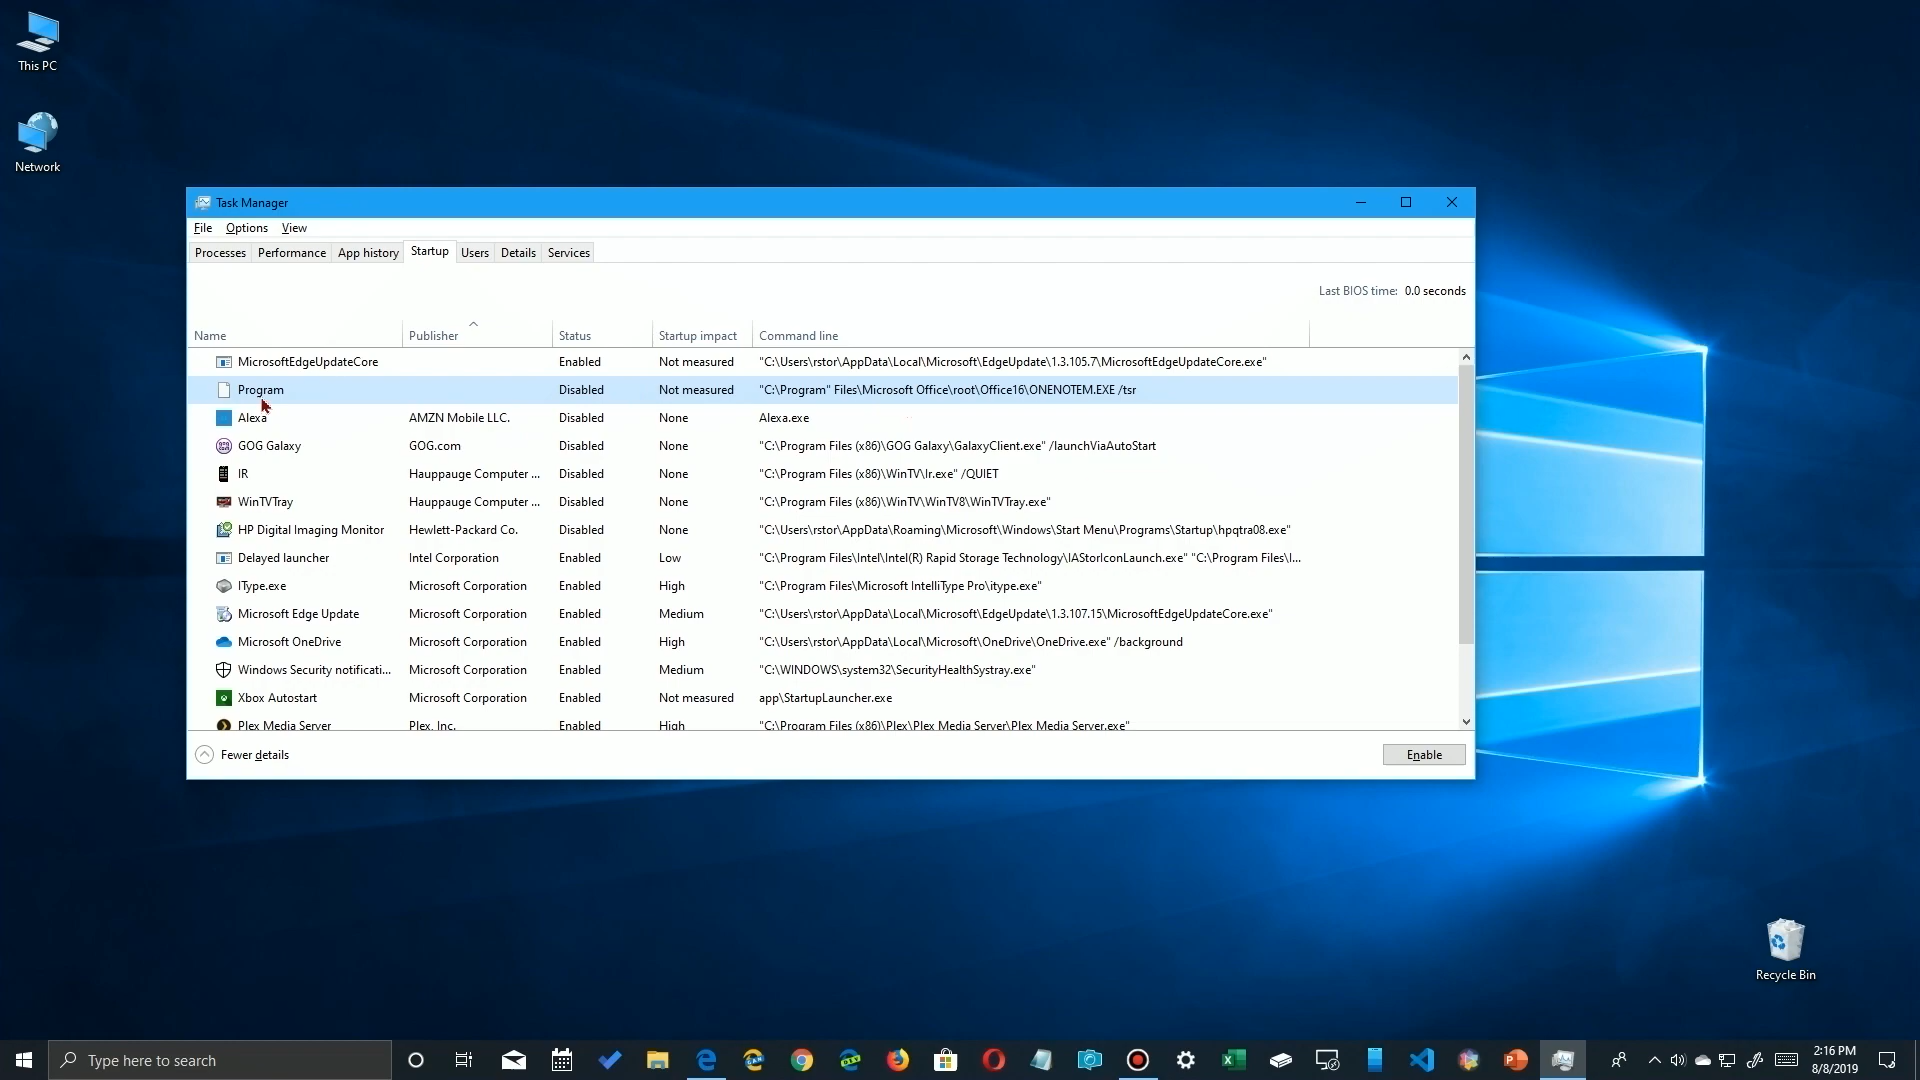 This PC
Network
Task Manager
File Options View
Processes Performance App history Startup Users Details Services
Last BIOS time: 0.0 seconds
Name Publisher Status Startup impact Command line
MicrosoftEdgeUpdateCore Enabled Not measured "C:\Users\rstor\AppData\Local\Microsoft\EdgeUpdate\1.3.105.7\MicrosoftEdgeUpdateCore.exe"
Program Disabled Not measured "C:\Program" Files\Microsoft Office\root\Office16\ONENOTEM.EXE /tsr
Alexa AMZN Mobile LLC. Disabled None Alexa.exe
GOG Galaxy GOG.com Disabled None "C:\Program Files (x86)\GOG Galaxy\GalaxyClient.exe" /launchViaAutoStart
IR Hauppauge Computer ... Disabled None "C:\Program Files (x86)\WinTV\Ir.exe" /QUIET
WinTVTray Hauppauge Computer ... Disabled None "C:\Program Files (x86)\WinTV\WinTV8\WinTVTray.exe"
HP Digital Imaging Monitor Hewlett-Packard Co. Disabled None "C:\Users\rstor\AppData\Roaming\Microsoft\Windows\Start Menu\Programs\Startup\hpqtra08.exe"
Delayed launcher Intel Corporation Enabled Low "C:\Program Files\Intel\Intel(R) Rapid Storage Technology\IAStorIconLaunch.exe" "C:\Program Files\I...
IType.exe Microsoft Corporation Enabled High "C:\Program Files\Microsoft IntelliType Pro\itype.exe"
Microsoft Edge Update Microsoft Corporation Enabled Medium "C:\Users\rstor\AppData\Local\Microsoft\EdgeUpdate\1.3.107.15\MicrosoftEdgeUpdateCore.exe"
Microsoft OneDrive Microsoft Corporation Enabled High "C:\Users\rstor\AppData\Local\Microsoft\OneDrive\OneDrive.exe" /background
Windows Security notificati... Microsoft Corporation Enabled Medium "C:\WINDOWS\system32\SecurityHealthSystray.exe"
Xbox Autostart Microsoft Corporation Enabled Not measured app\StartupLauncher.exe
Plex Media Server Plex, Inc. Enabled High "C:\Program Files (x86)\Plex\Plex Media Server\Plex Media Server.exe"
Fewer details Enable
Recycle Bin
Type here to search
2:16 PM
8/8/2019